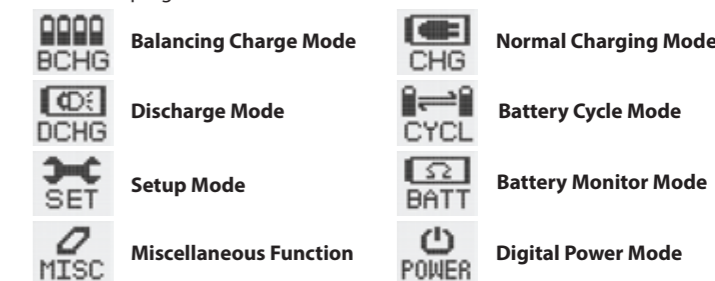 BCHG Balancing Charge Mode
CHG Normal Charging Mode
DCHG Discharge Mode
CYCL Battery Cycle Mode
SET Setup Mode
Ω
BATT Battery Monitor Mode
MISC Miscellaneous Function
POWER Digital Power Mode